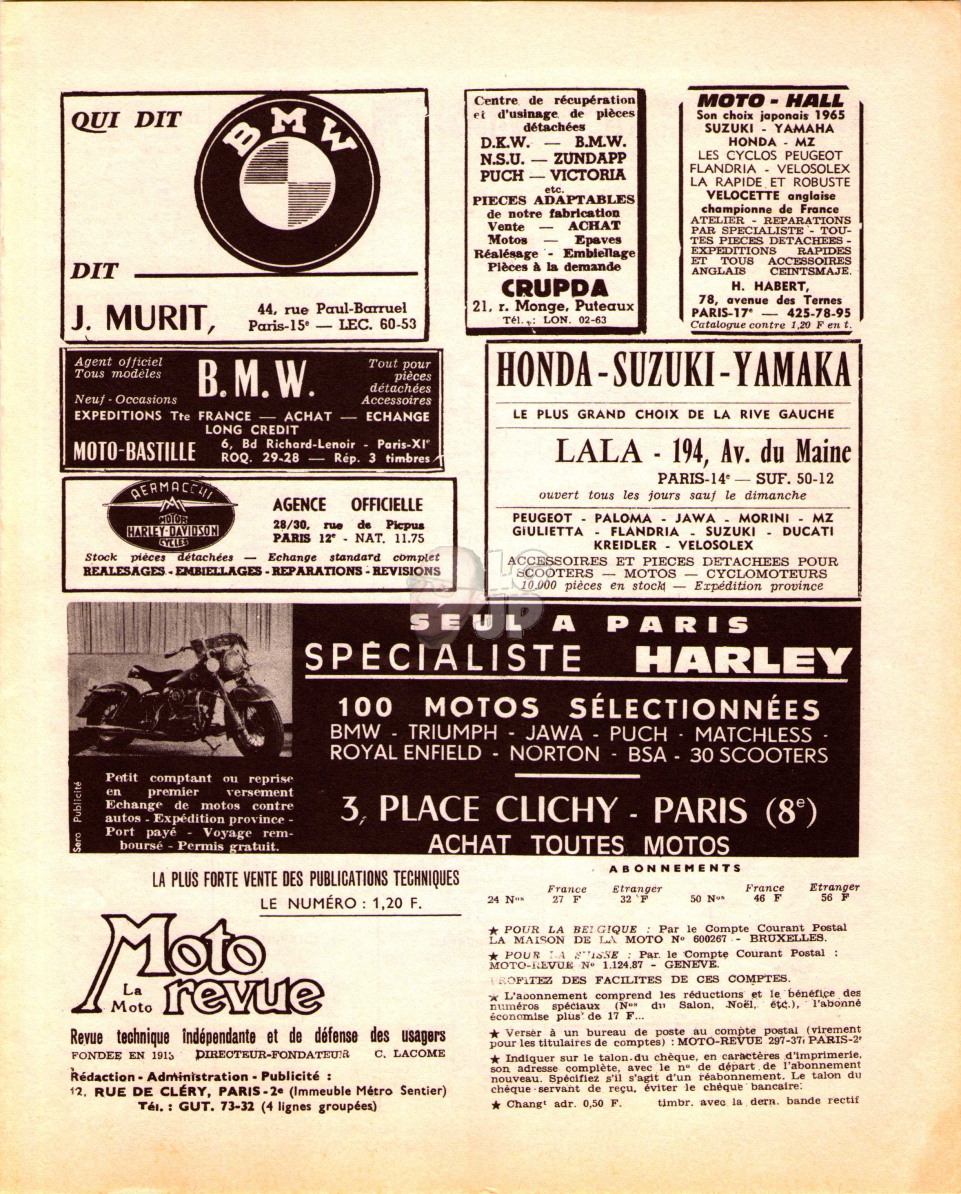 QUI DIT
BMW
DIT
J. MURIT,
44, rue Paul-Barruel
Paris-15e — LEC. 60-53
Centre de récupération
et d'usinage de pièces
détachées
D.K.W. — B.M.W.
N.S.U. — ZUNDAPP
PUCH — VICTORIA
etc.
PIECES ADAPTABLES
de notre fabrication
Vente — ACHAT
Motos — Epaves
Réalésage - Embiellage
Pièces à la demande
CRUPDA
21, r. Monge, Puteaux
Tél. : LON. 02-63
MOTO - HALL
Son choix japonais 1965
SUZUKI - YAMAHA
HONDA - MZ
LES CYCLOS PEUGEOT
FLANDRIA - VELOSOLEX
LA RAPIDE ET ROBUSTE
VELOCETTE anglaise
championne de France
ATELIER - REPARATIONS
PAR SPECIALISTE - TOU-
TES PIECES DETACHEES -
EXPEDITIONS RAPIDES
ET TOUS ACCESSOIRES
ANGLAIS CEINTSMAJE.
H. HABERT,
78, avenue des Ternes
PARIS-17e - 425-78-95
Catalogue contre 1,20 F en t.
Agent officiel
Tous modèles
Neuf - Occasions
B.M.W.
Tout pour
pièces
détachées
Accessoires
EXPEDITIONS Tte FRANCE — ACHAT — ECHANGE
LONG CREDIT
MOTO-BASTILLE
6, Bd Richard-Lenoir - Paris-XIe
ROQ. 29-28 — Rép. 3 timbres
HONDA-SUZUKI-YAMAKA
LE PLUS GRAND CHOIX DE LA RIVE GAUCHE
LALA - 194, Av. du Maine
PARIS-14e — SUF. 50-12
ouvert tous les jours sauf le dimanche
PEUGEOT - PALOMA - JAWA - MORINI - MZ
GIULIETTA - FLANDRIA - SUZUKI - DUCATI
KREIDLER - VELOSOLEX
ACCESSOIRES ET PIECES DETACHEES POUR
SCOOTERS — MOTOS — CYCLOMOTEURS
10.000 pièces en stock — Expédition province
AERMACCHI
MOTOR
HARLEY-DAVIDSON
CYCLES
AGENCE OFFICIELLE
28/30, rue de Picpus
PARIS 12e - NAT. 11.75
Stock pièces détachées — Echange standard complet
REALESAGES - EMBIELLAGES - REPARATIONS - REVISIONS
SEUL A PARIS
SPÉCIALISTE HARLEY
100 MOTOS SÉLECTIONNÉES
BMW - TRIUMPH - JAWA - PUCH - MATCHLESS -
ROYAL ENFIELD - NORTON - BSA - 30 SCOOTERS
3, PLACE CLICHY - PARIS (8e)
ACHAT TOUTES MOTOS
Sero Publicité
Petit comptant ou reprise
en premier versement
Echange de motos contre
autos - Expédition province -
Port payé - Voyage rem-
boursé - Permis gratuit.
LA PLUS FORTE VENTE DES PUBLICATIONS TECHNIQUES
LE NUMÉRO : 1,20 F.
Moto
La
Moto
revue
Revue technique indépendante et de défense des usagers
FONDEE EN 1913 DIRECTEUR-FONDATEUR C. LACOME
Rédaction - Administration - Publicité :
12, RUE DE CLÉRY, PARIS-2e (Immeuble Métro Sentier)
Tél. : GUT. 73-32 (4 lignes groupées)
ABONNEMENTS
France Etranger France Etranger
24 Nos 27 F 32 F 50 Nos 46 F 56 F
★ POUR LA BELGIQUE : Par le Compte Courant Postal
LA MAISON DE LA MOTO No 600267 - BRUXELLES.
★ POUR LA SUISSE : Par le Compte Courant Postal :
MOTO-REVUE No 1.124.87 - GENEVE.
PROFITEZ DES FACILITES DE CES COMPTES.
★ L'abonnement comprend les réductions et le bénéfice des
numéros spéciaux (Nos du Salon, Noël, etc.), l'abonné
économise plus de 17 F...
★ Verser à un bureau de poste au compte postal (virement
pour les titulaires de comptes) : MOTO-REVUE 297-37, PARIS-2e
★ Indiquer sur le talon du chèque, en caractères d'imprimerie,
son adresse complète, avec le no de départ de l'abonnement
nouveau. Spécifiez s'il s'agit d'un réabonnement. Le talon du
chèque servant de reçu, éviter le chèque bancaire.
★ Changt adr. 0,50 F. timbr. avec la dern. bande rectif